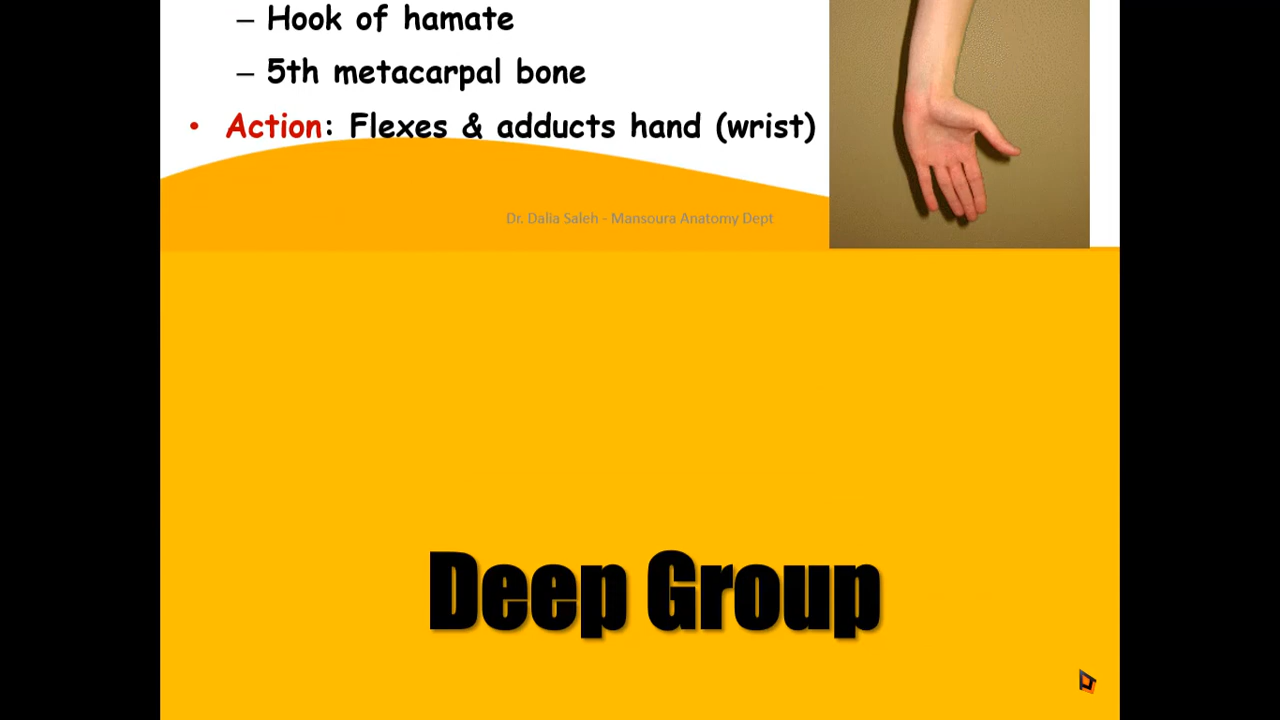 – Hook of hamate
– 5th metacarpal bone
• Action: Flexes & adducts hand (wrist)
Dr. Dalia Saleh - Mansoura Anatomy Dept
Deep Group